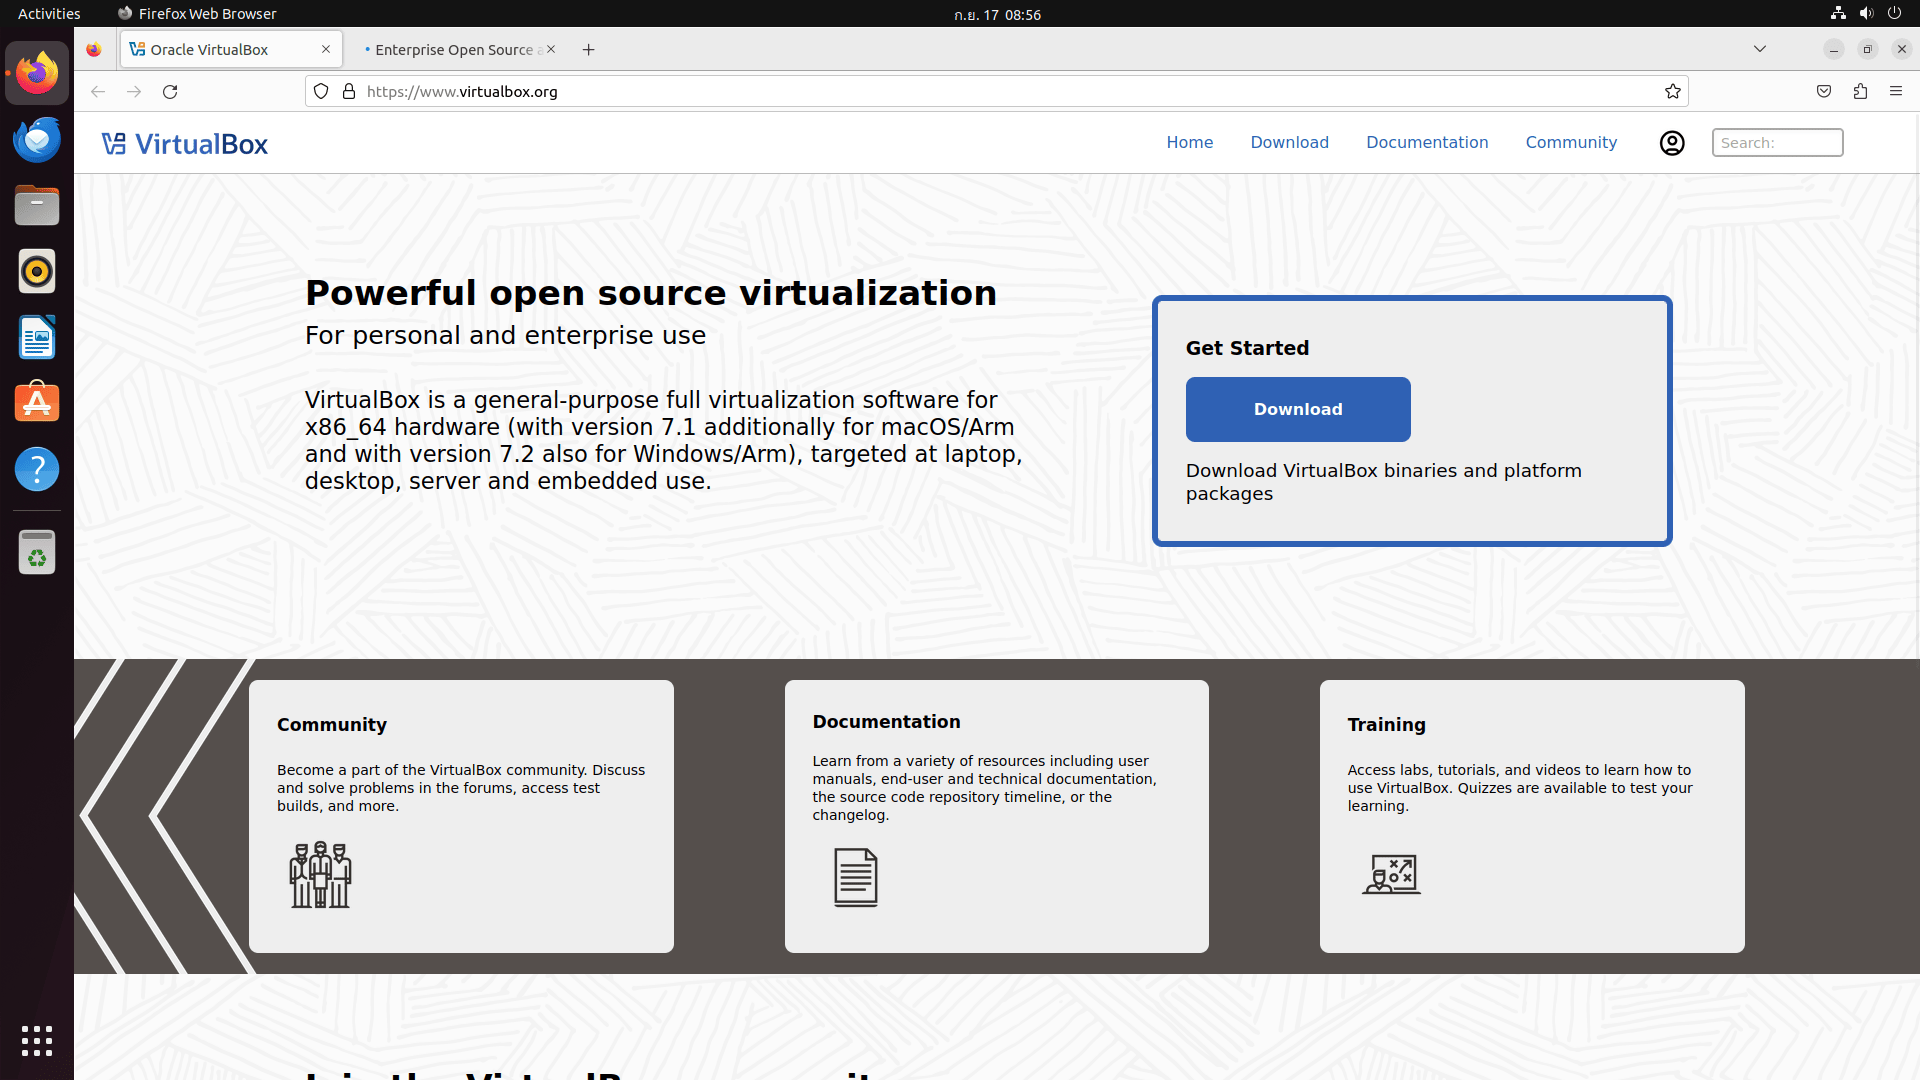 Activities
Firefox Web Browser
ก.ย. 17 08:56
Oracle VirtualBox
Enterprise Open Source a
https://www.virtualbox.org
VirtualBox
Home
Download
Documentation
Community
Search:
Powerful open source virtualization
For personal and enterprise use
VirtualBox is a general-purpose full virtualization software for
x86_64 hardware (with version 7.1 additionally for macOS/Arm
and with version 7.2 also for Windows/Arm), targeted at laptop,
desktop, server and embedded use.
Get Started
Download
Download VirtualBox binaries and platform
packages
Community
Become a part of the VirtualBox community. Discuss
and solve problems in the forums, access test
builds, and more.
Documentation
Learn from a variety of resources including user
manuals, end-user and technical documentation,
the source code repository timeline, or the
changelog.
Training
Access labs, tutorials, and videos to learn how to
use VirtualBox. Quizzes are available to test your
learning.